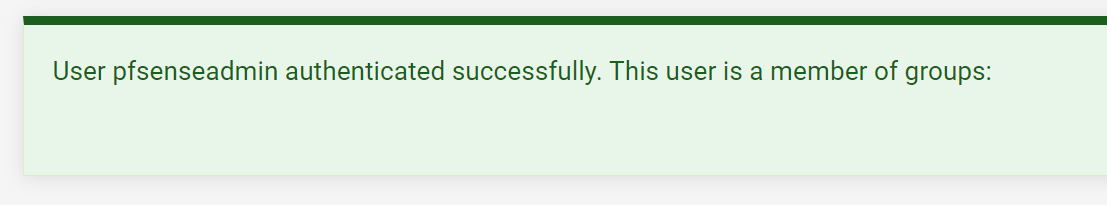 User pfsenseadmin authenticated successfully. This user is a member of groups: